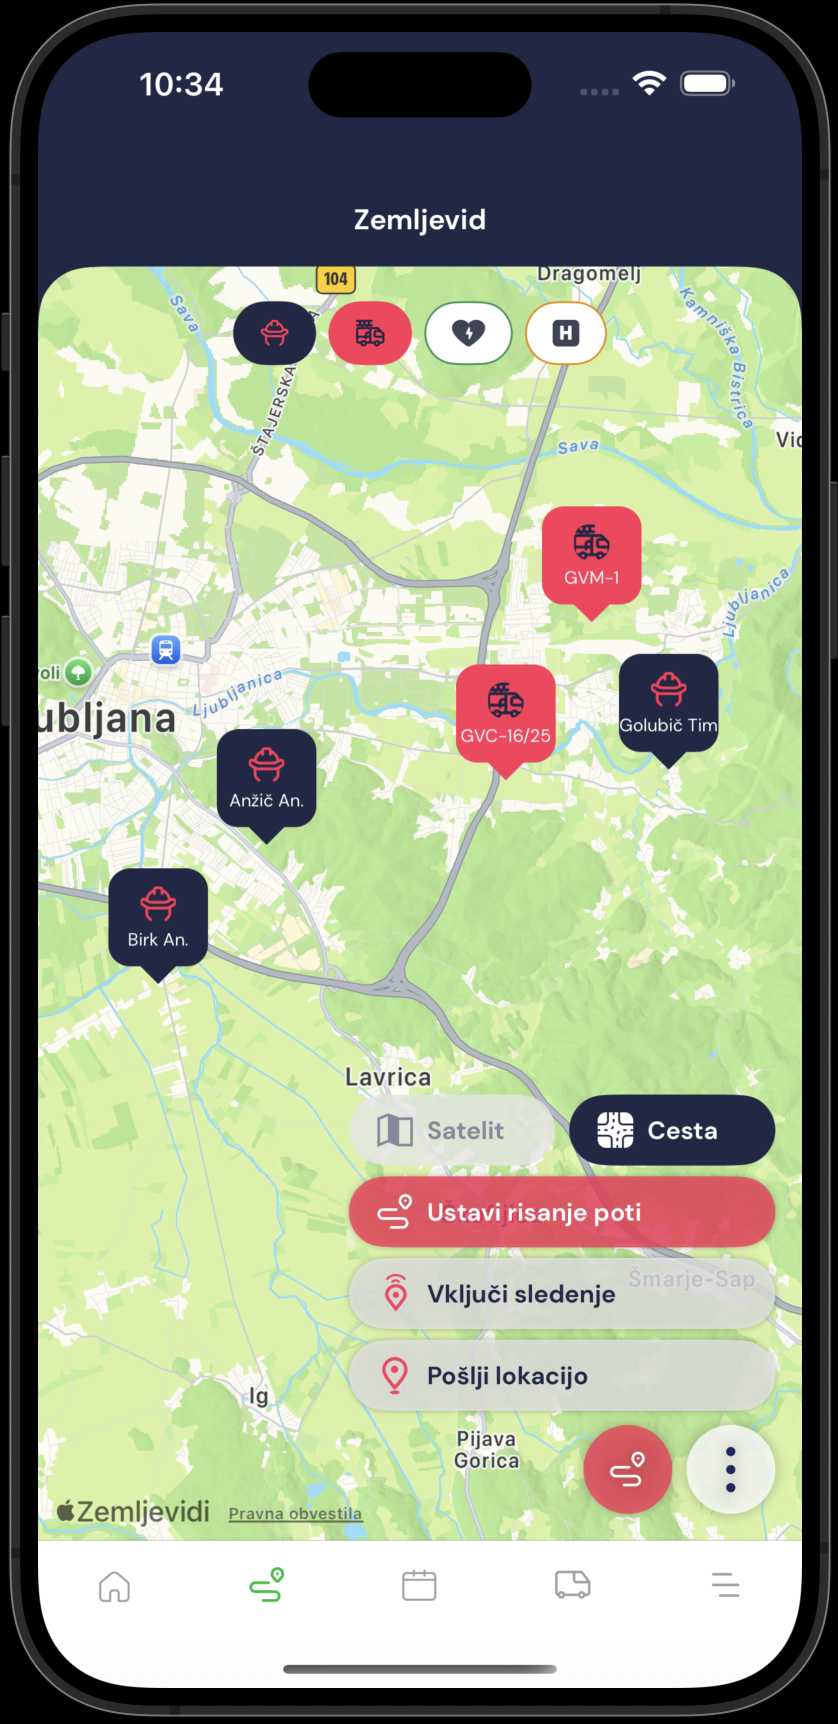 10:34
Zemljevid
104
Dragomelj
H
Sava
ŠTAJERSKA
Kamniška Bistrica
Sava
Vid
GVM-1
Ljubljanica
voli
Ljubljanica
ubljana
GVC-16/25
Golubič Tim
Anžič An.
Birk An.
Lavrica
Satelit
Cesta
Ustavi risanje poti
Vključi sledenje
Šmarje-Sap
Pošlji lokacijo
Ig
Pijava
Gorica
Zemljevidi
Pravna obvestila